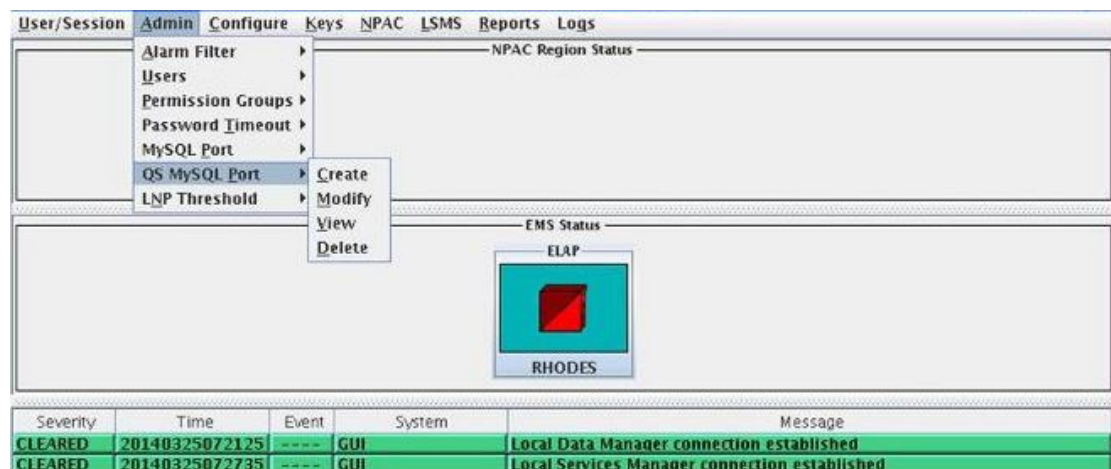 User/Session Admin Configure Keys NPAC LSMS Reports Logs
NPAC Region Status
Alarm Filter
Users
Permission Groups
Password Timeout
MySQL Port
QS MySQL Port
LNP Threshold
Create
Modify
View
Delete
EMS Status
ELAP
RHODES
Severity Time Event System Message
CLEARED 20140325072125 ---- GUI Local Data Manager connection established
CLEARED 20140325072735 ---- GUI Local Services Manager connection established